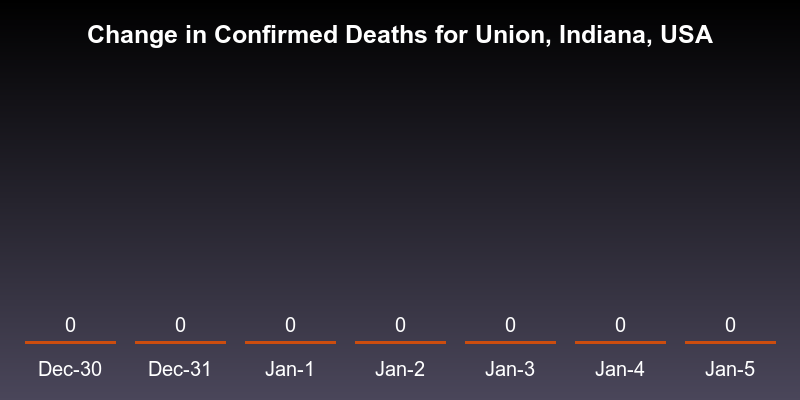 Change in Confirmed Deaths for Union, Indiana, USA
0 0 0 0 0 0 0
Dec-30 Dec-31 Jan-1 Jan-2 Jan-3 Jan-4 Jan-5